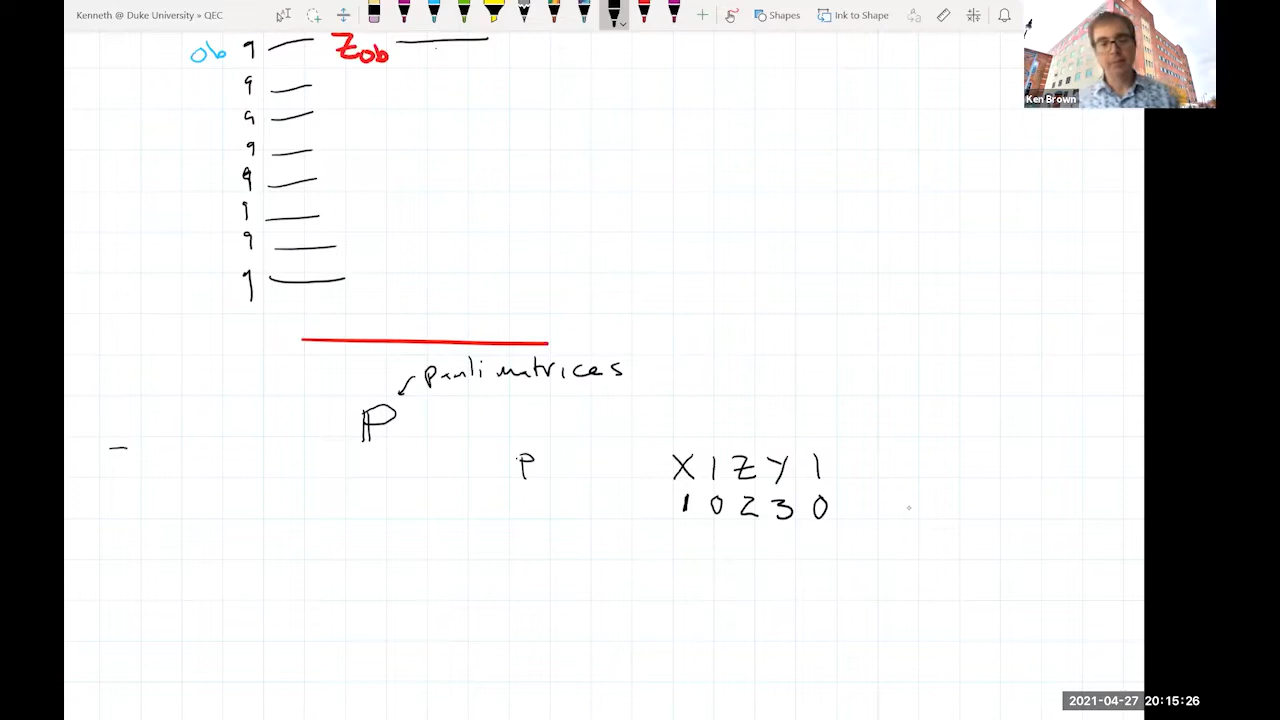 Kenneth @ Duke University » QEC
Shapes
Ink to Shape
Ken Brown
ob q Zob
q
q
q
q
q
q
q
Pauli matrices
P
P
X I Z Y I
1 0 2 3 0
2021-04-27 20:15:26